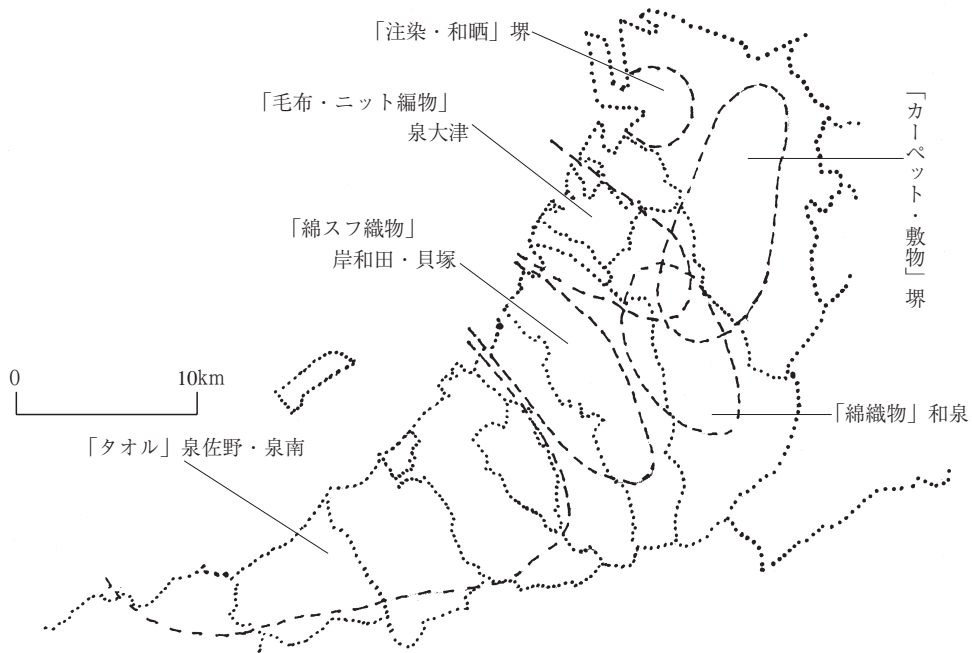 「注染・和晒」堺
「毛布・ニット編物」
泉大津
「カーペット・敷物」堺
「綿スフ織物」
岸和田・貝塚
0 10km
「綿織物」和泉
「タオル」泉佐野・泉南